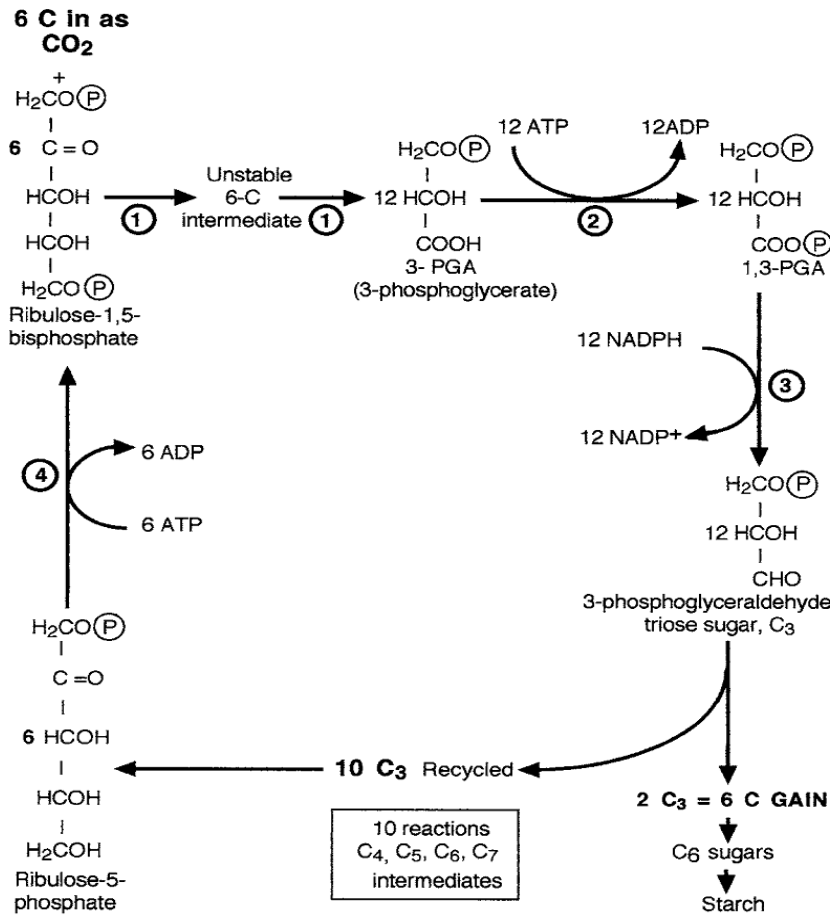 6 C in as
CO2
+
H2CO(P)
6 C=O
HCOH
HCOH
H2CO(P)
Ribulose-1,5-
bisphosphate
1
Unstable
6-C
intermediate
1
H2CO(P)
12 HCOH
COOH
3- PGA
(3-phosphoglycerate)
12 ATP
12ADP
2
H2CO(P)
12 HCOH
COO(P)
1,3-PGA
12 NADPH
3
12 NADP+
H2CO(P)
12 HCOH
CHO
3-phosphoglyceraldehyde
triose sugar, C3
2 C3 = 6 C GAIN
C6 sugars
Starch
10 C3 Recycled
10 reactions
C4, C5, C6, C7
intermediates
H2CO(P)
C=O
6 HCOH
HCOH
H2COH
Ribulose-5-
phosphate
4
6 ADP
6 ATP